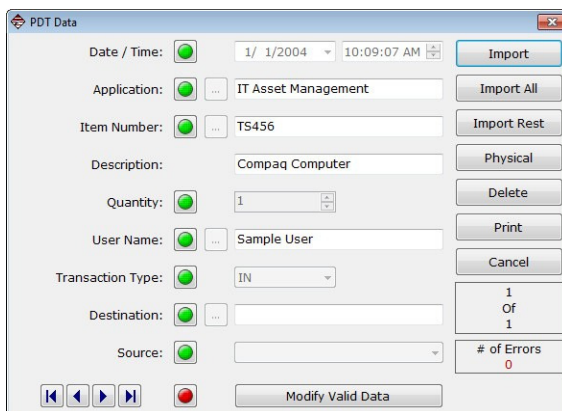 PDT Data
Date / Time: 1/ 1/2004 10:09:07 AM Import
Application: ... IT Asset Management Import All
Item Number: ... TS456 Import Rest
Description: Compaq Computer Physical
Quantity: 1 Delete
User Name: ... Sample User Print
Transaction Type: IN Cancel
Destination: ... 1
Of
1
Source: # of Errors
0
Modify Valid Data